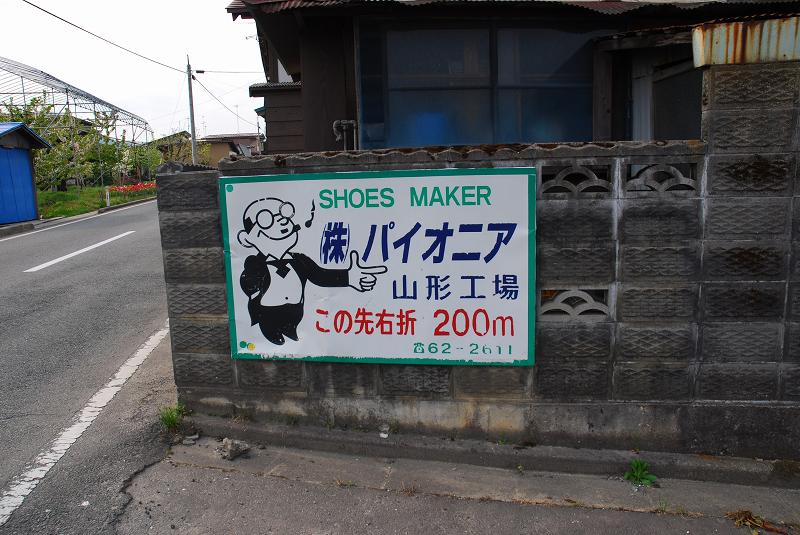 SHOES MAKER
㈱パイオニア
山形工場
この先右折 200m
☎62-2611